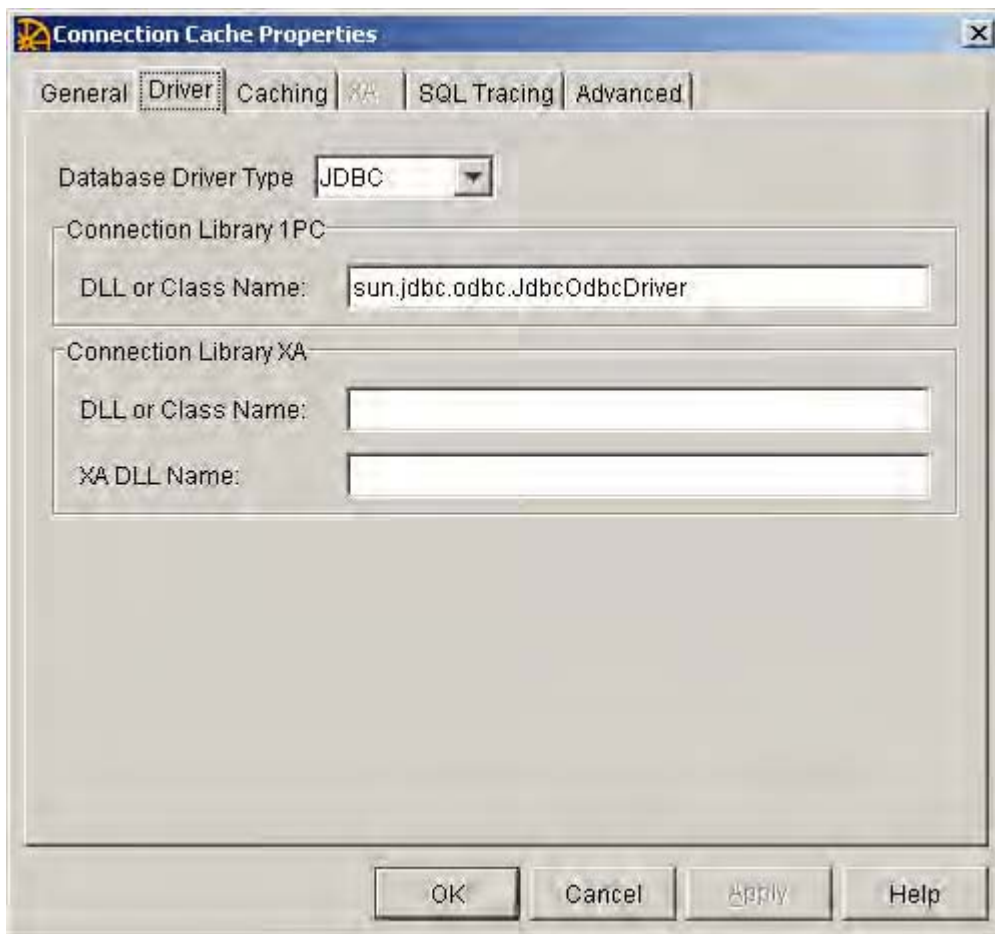 Connection Cache Properties
General Driver Caching XA SQL Tracing Advanced
Database Driver Type JDBC
Connection Library 1PC
DLL or Class Name: sun.jdbc.odbc.JdbcOdbcDriver
Connection Library XA
DLL or Class Name:
XA DLL Name:
OK Cancel Apply Help